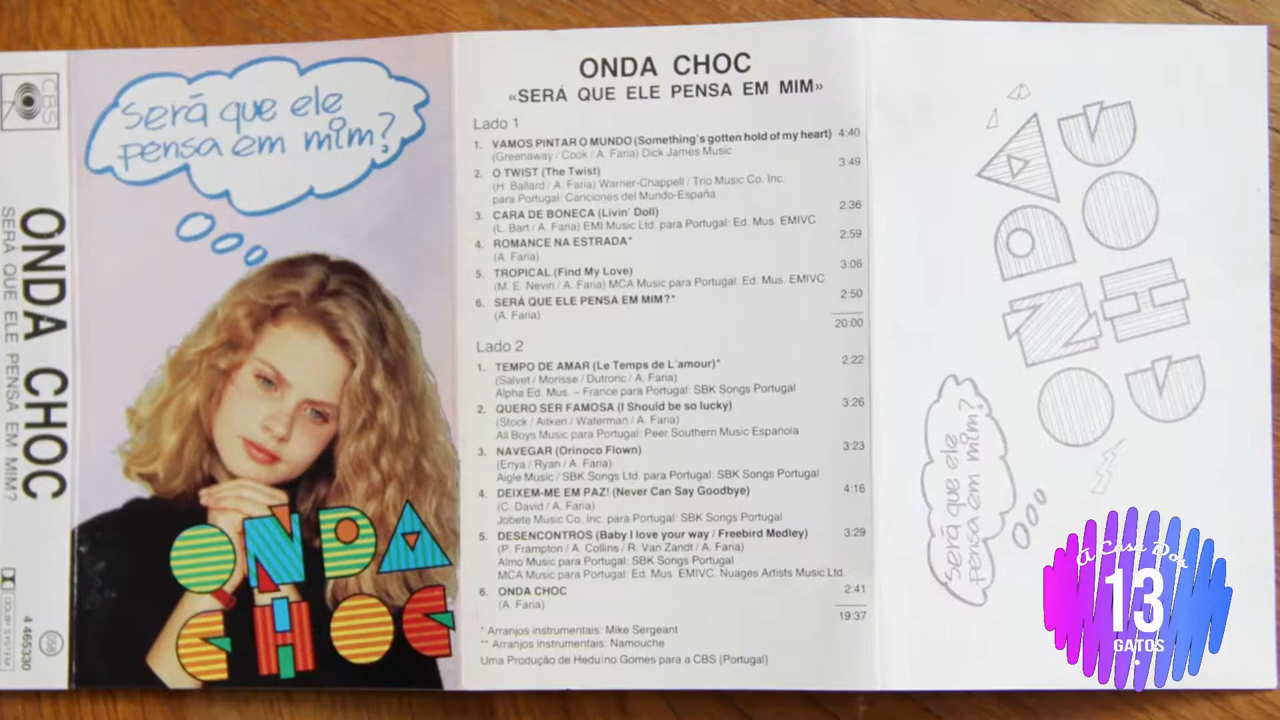 CBS
ONDA CHOC
SERÁ QUE ELE PENSA EM MIM?
DOLBY SYSTEM
4 465330
058
Será que ele
pensa em mim?
ONDA
CHOC
ONDA CHOC
«SERÁ QUE ELE PENSA EM MIM»
Lado 1
1. VAMOS PINTAR O MUNDO (Something's gotten hold of my heart) 4:40
(Greenaway / Cook / A. Faria) Dick James Music
2. O TWIST (The Twist) 3:49
(H. Ballard / A. Faria) Warner-Chappell / Trio Music Co. Inc.
para Portugal: Canciones del Mundo-España
3. CARA DE BONECA (Livin' Doll) 2:36
(L. Bart / A. Faria) EMI Music Ltd. para Portugal: Ed. Mus. EMIVC
4. ROMANCE NA ESTRADA* 2:59
(A. Faria)
5. TROPICAL (Find My Love) 3:06
(M. E. Nevin / A. Faria) MCA Music para Portugal: Ed. Mus. EMIVC
6. SERÁ QUE ELE PENSA EM MIM?* 2:50
(A. Faria)
20:00
Lado 2
1. TEMPO DE AMAR (Le Temps de L'amour)* 2:22
(Salvet / Morisse / Dutronc / A. Faria)
Alpha Ed. Mus. – France para Portugal: SBK Songs Portugal
2. QUERO SER FAMOSA (I Should be so lucky) 3:26
(Stock / Aitken / Waterman / A. Faria)
All Boys Music para Portugal: Peer Southern Music Española
3. NAVEGAR (Orinoco Flown) 3:23
(Enya / Ryan / A. Faria)
Aigle Music / SBK Songs Ltd. para Portugal: SBK Songs Portugal
4. DEIXEM-ME EM PAZ! (Never Can Say Goodbye) 4:16
(C. David / A. Faria)
Jobete Music Co. Inc. para Portugal: SBK Songs Portugal
5. DESENCONTROS (Baby I love your way / Freebird Medley) 3:29
(P. Frampton / A. Collins / R. Van Zandt / A. Faria)
Almo Music para Portugal: SBK Songs Portugal
MCA Music para Portugal: Ed. Mus. EMIVC. Nuages Artists Music Ltd.
6. ONDA CHOC 2:41
(A. Faria)
19:37
* Arranjos instrumentais: Mike Sergeant
** Arranjos instrumentais: Namouche
Uma Produção de Heduíno Gomes para a CBS (Portugal)
ONDA
CHOC
Será que ele
pensa em mim?
A Casa Dos
13
GATOS